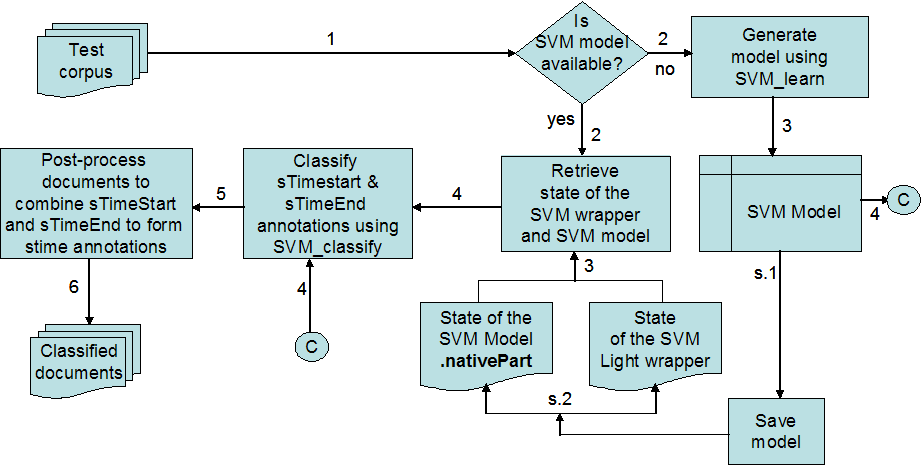 Test
corpus
1
Is
SVM model
available?
2
no
Generate
model using
SVM_learn
yes
2
3
Post-process
documents to
combine sTimeStart
and sTimeEnd to form
stime annotations
5
Classify
sTimestart &
sTimeEnd
annotations using
SVM_classify
4
Retrieve
state of the
SVM wrapper
and SVM model
SVM Model
4
C
6
4
3
s.1
Classified
documents
C
State of the
SVM Model
.nativePart
State
of the SVM
Light wrapper
s.2
Save
model